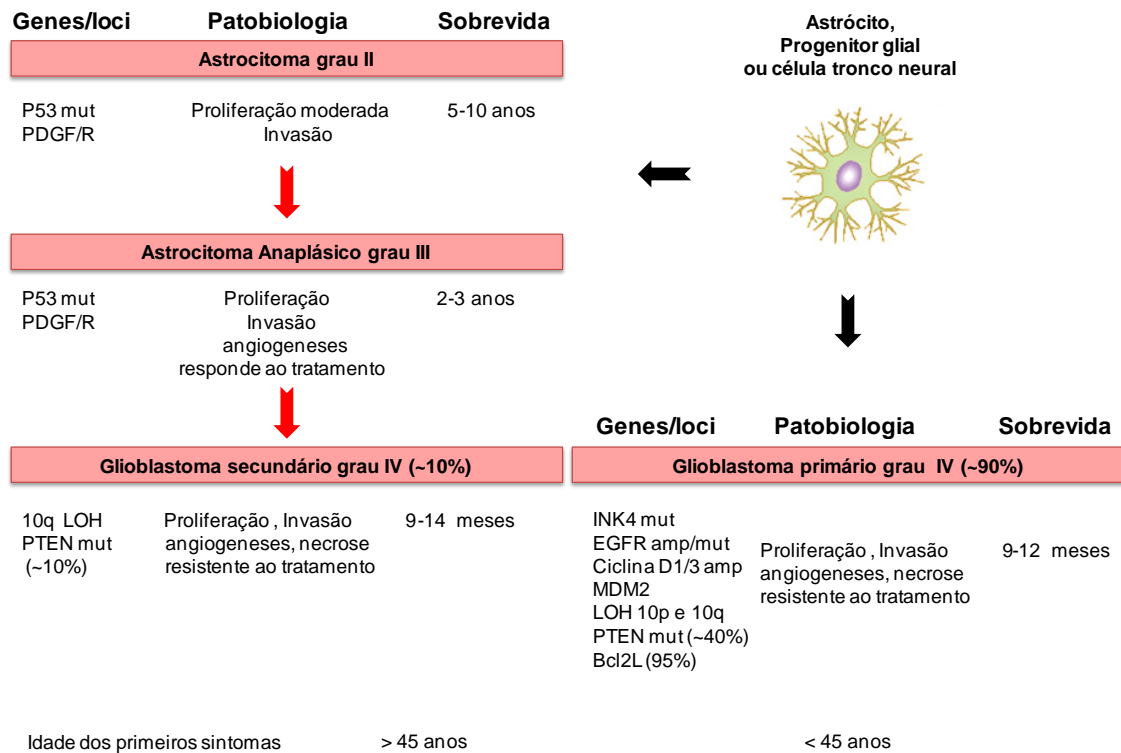 Genes/loci Patobiologia Sobrevida
Astrocitoma grau II
P53 mut Proliferação moderada 5-10 anos
PDGF/R Invasão
Astrocitoma Anaplásico grau III
P53 mut Proliferação 2-3 anos
PDGF/R Invasão
angiogeneses
responde ao tratamento
Glioblastoma secundário grau IV (~10%)
10q LOH Proliferação , Invasão 9-14 meses
PTEN mut angiogeneses, necrose
(~10%) resistente ao tratamento
Astrócito,
Progenitor glial
ou célula tronco neural
Genes/loci Patobiologia Sobrevida
Glioblastoma primário grau IV (~90%)
INK4 mut
EGFR amp/mut
Ciclina D1/3 amp
MDM2
LOH 10p e 10q
PTEN mut (~40%)
Bcl2L (95%)
Proliferação , Invasão 9-12 meses
angiogeneses, necrose
resistente ao tratamento
Idade dos primeiros sintomas > 45 anos < 45 anos